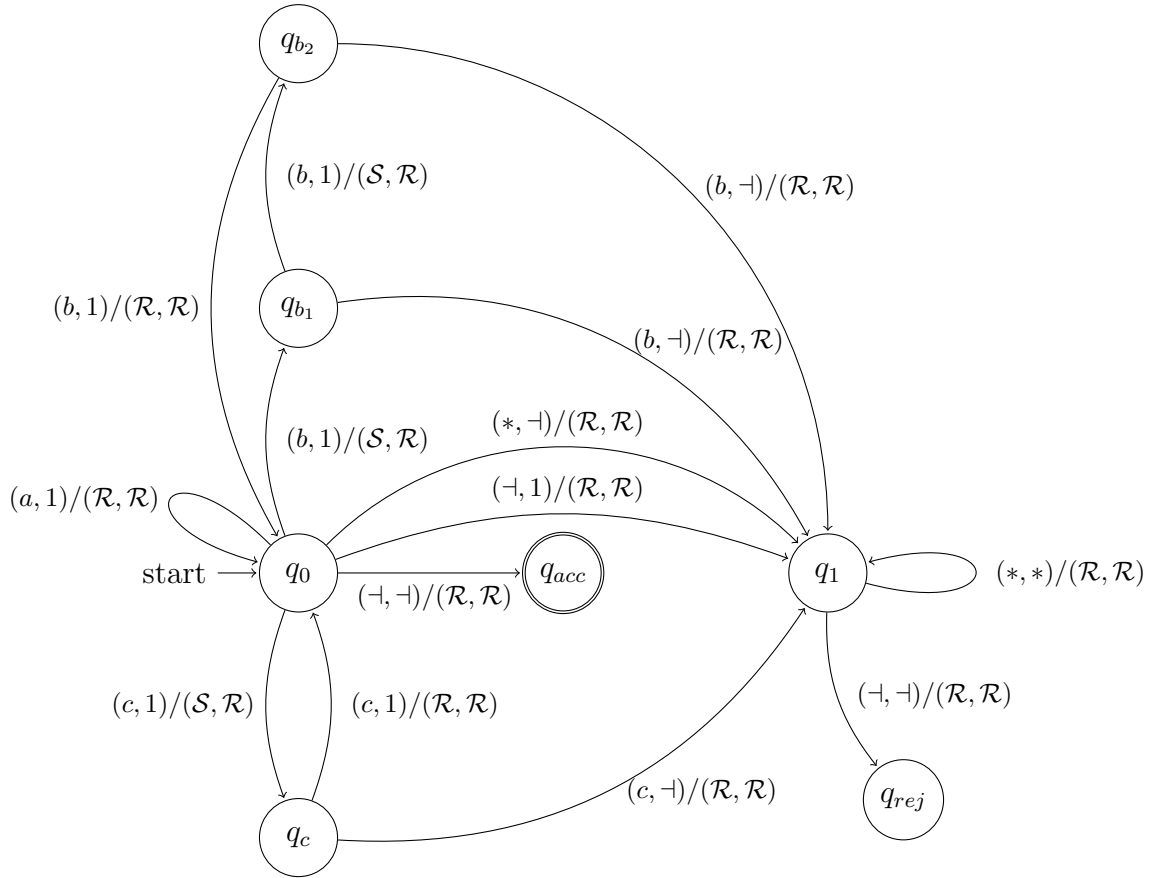 q_{b_2}
(b, 1)/(𝒮, ℛ)
(b, ⊣)/(ℛ, ℛ)
(b, 1)/(ℛ, ℛ)
q_{b_1}
(b, ⊣)/(ℛ, ℛ)
(b, 1)/(𝒮, ℛ)
(∗, ⊣)/(ℛ, ℛ)
(a, 1)/(ℛ, ℛ)
(⊣, 1)/(ℛ, ℛ)
start
q_0
q_{acc}
q_1
(∗, ∗)/(ℛ, ℛ)
(⊣, ⊣)/(ℛ, ℛ)
(c, 1)/(𝒮, ℛ)
(c, 1)/(ℛ, ℛ)
(⊣, ⊣)/(ℛ, ℛ)
(c, ⊣)/(ℛ, ℛ)
q_{rej}
q_c